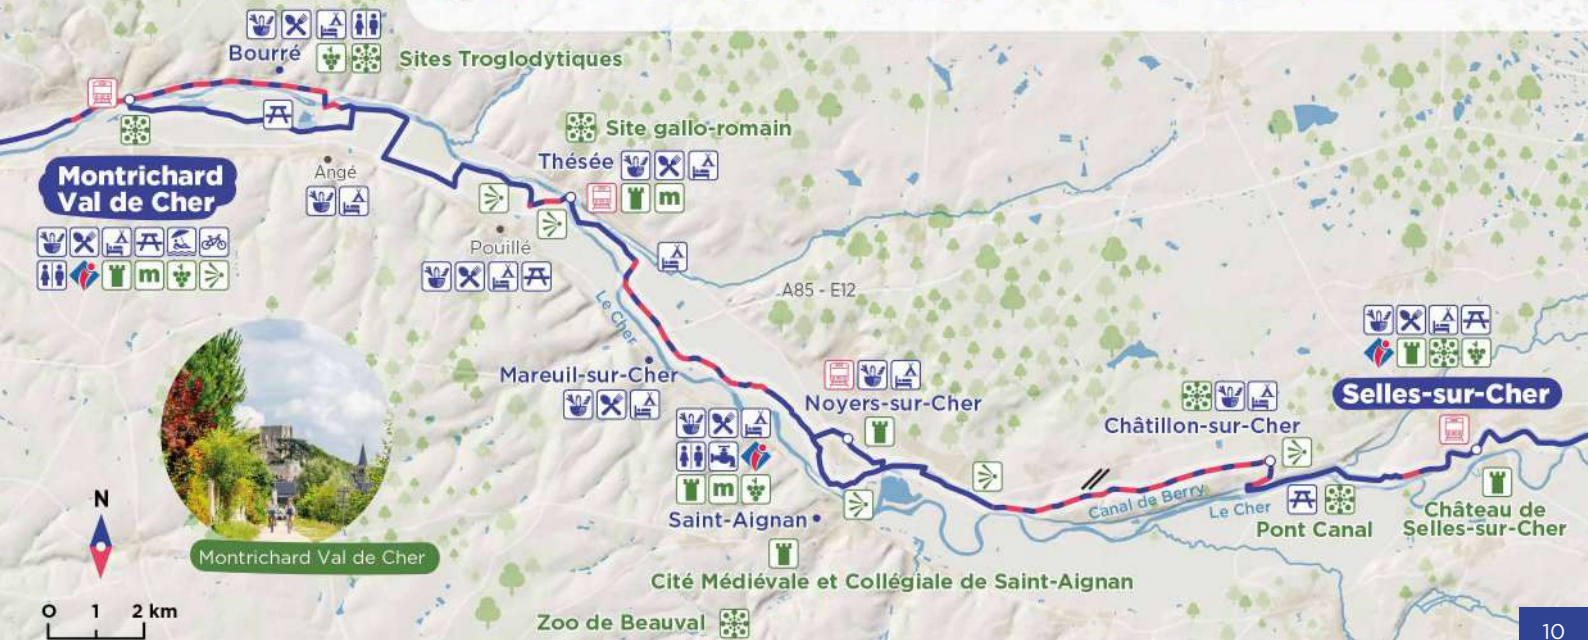 Bourré
Sites Troglodytiques
Site gallo-romain
Thésée
m
Montrichard
Val de Cher
m
Angé
Pouillé
Le Cher
A85 - E12
Mareuil-sur-Cher
Noyers-sur-Cher
Châtillon-sur-Cher
Selles-sur-Cher
m
Saint-Aignan
Canal de Berry
Le Cher
Pont Canal
Château de
Selles-sur-Cher
Cité Médiévale et Collégiale de Saint-Aignan
Zoo de Beauval
Montrichard Val de Cher
N
0 1 2 km
10